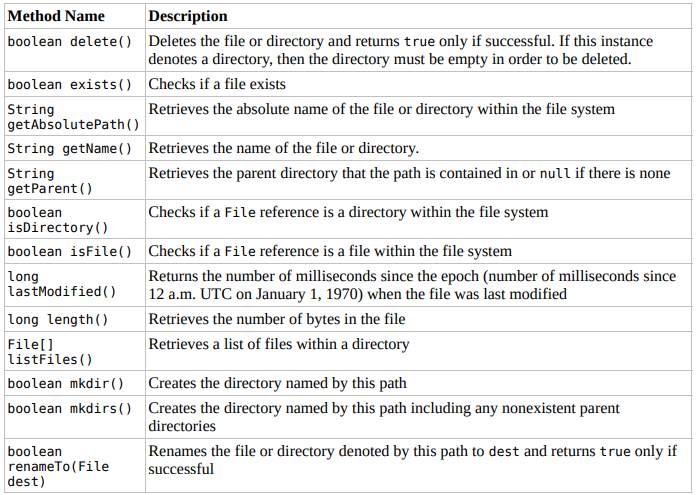 Method Name Description
boolean delete() Deletes the file or directory and returns true only if successful. If this instance
denotes a directory, then the directory must be empty in order to be deleted.
boolean exists() Checks if a file exists
String
getAbsolutePath()
Retrieves the absolute name of the file or directory within the file system
String getName() Retrieves the name of the file or directory.
String
getParent()
Retrieves the parent directory that the path is contained in or null if there is none
boolean
isDirectory()
Checks if a File reference is a directory within the file system
boolean isFile() Checks if a File reference is a file within the file system
long
lastModified()
Returns the number of milliseconds since the epoch (number of milliseconds since
12 a.m. UTC on January 1, 1970) when the file was last modified
long length() Retrieves the number of bytes in the file
File[]
listFiles()
Retrieves a list of files within a directory
boolean mkdir() Creates the directory named by this path
boolean mkdirs() Creates the directory named by this path including any nonexistent parent
directories
boolean
renameTo(File
dest)
Renames the file or directory denoted by this path to dest and returns true only if
successful